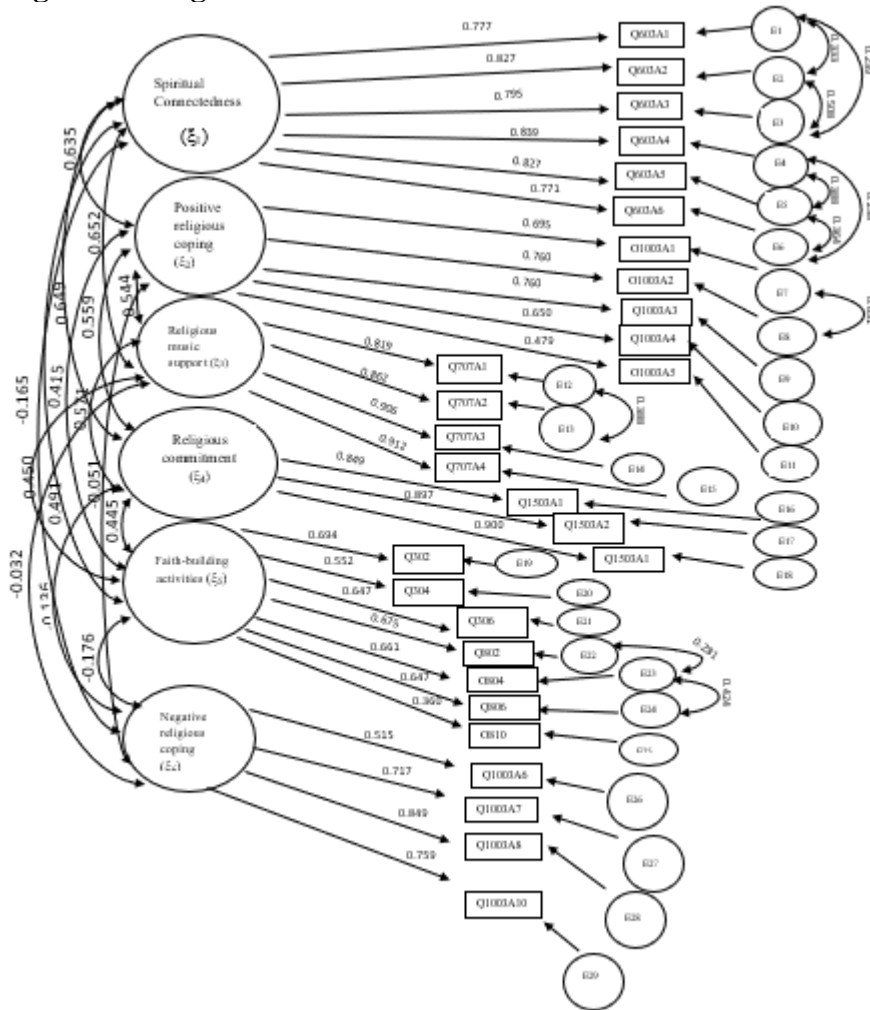 Spiritual
Connectedness
(ξ1)
Positive
religious
coping
(ξ2)
Religious
music
support (ξ3)
Religious
commitment
(ξ4)
Faith-building
activities (ξ5)
Negative
religious
coping
0.777
0.827
0.795
0.839
0.827
0.771
0.695
0.760
0.760
0.650
0.479
0.819
0.862
0.906
0.912
0.849
0.897
0.900
0.694
0.552
0.647
0.675
0.661
0.647
0.360
0.515
0.717
0.849
0.759
Q603A1
Q603A2
Q603A3
Q603A4
Q603A5
Q603A6
O1003A1
O1003A2
Q1003A3
Q1003A4
O1003A5
Q707A1
Q707A2
Q707A3
Q707A4
Q1503A1
Q1503A2
Q1503A1
Q302
Q304
Q306
Q802
O804
Q806
O810
Q1003A6
Q1003A7
Q1003A8
Q1003A10
E1
E2
E3
E4
E5
E6
E7
E8
E9
E10
E11
E12
E13
E14
E15
E16
E17
E18
E19
E20
E21
E22
E23
E24
E26
E27
E28
E29
0.635
0.652
0.649
0.559
0.544
0.415
-0.165
0.450
0.491
-0.051
0.445
-0.032
-0.176
0.281
0.424